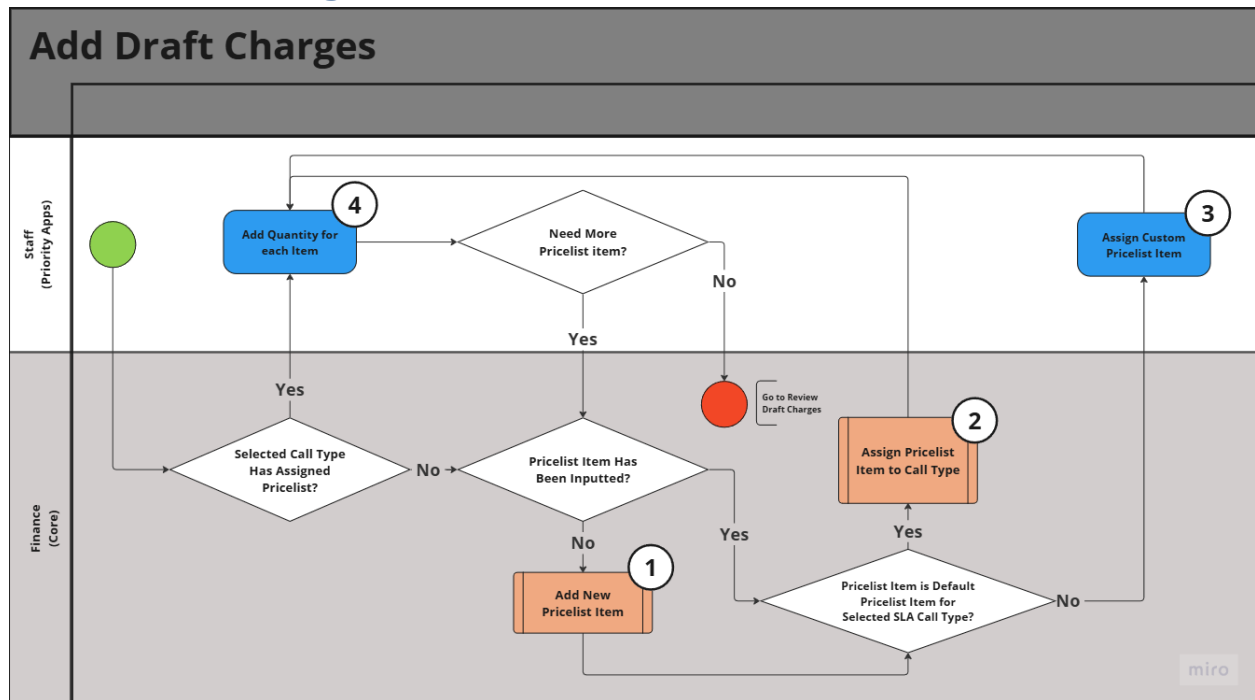 Add Draft Charges
Staff
(Priority Apps)
4
Add Quantity for
each Item
Need More
Pricelist item?
No
Yes
3
Assign Custom
Pricelist Item
Finance
(Core)
Yes
Selected Call Type
Has Assigned
Pricelist?
No
Pricelist Item Has
Been Inputted?
Go to Review
Draft Charges
2
Assign Pricelist
Item to Call Type
No
Yes
Yes
1
Add New
Pricelist Item
Pricelist Item is Default
Pricelist Item for
Selected SLA Call Type?
No
miro